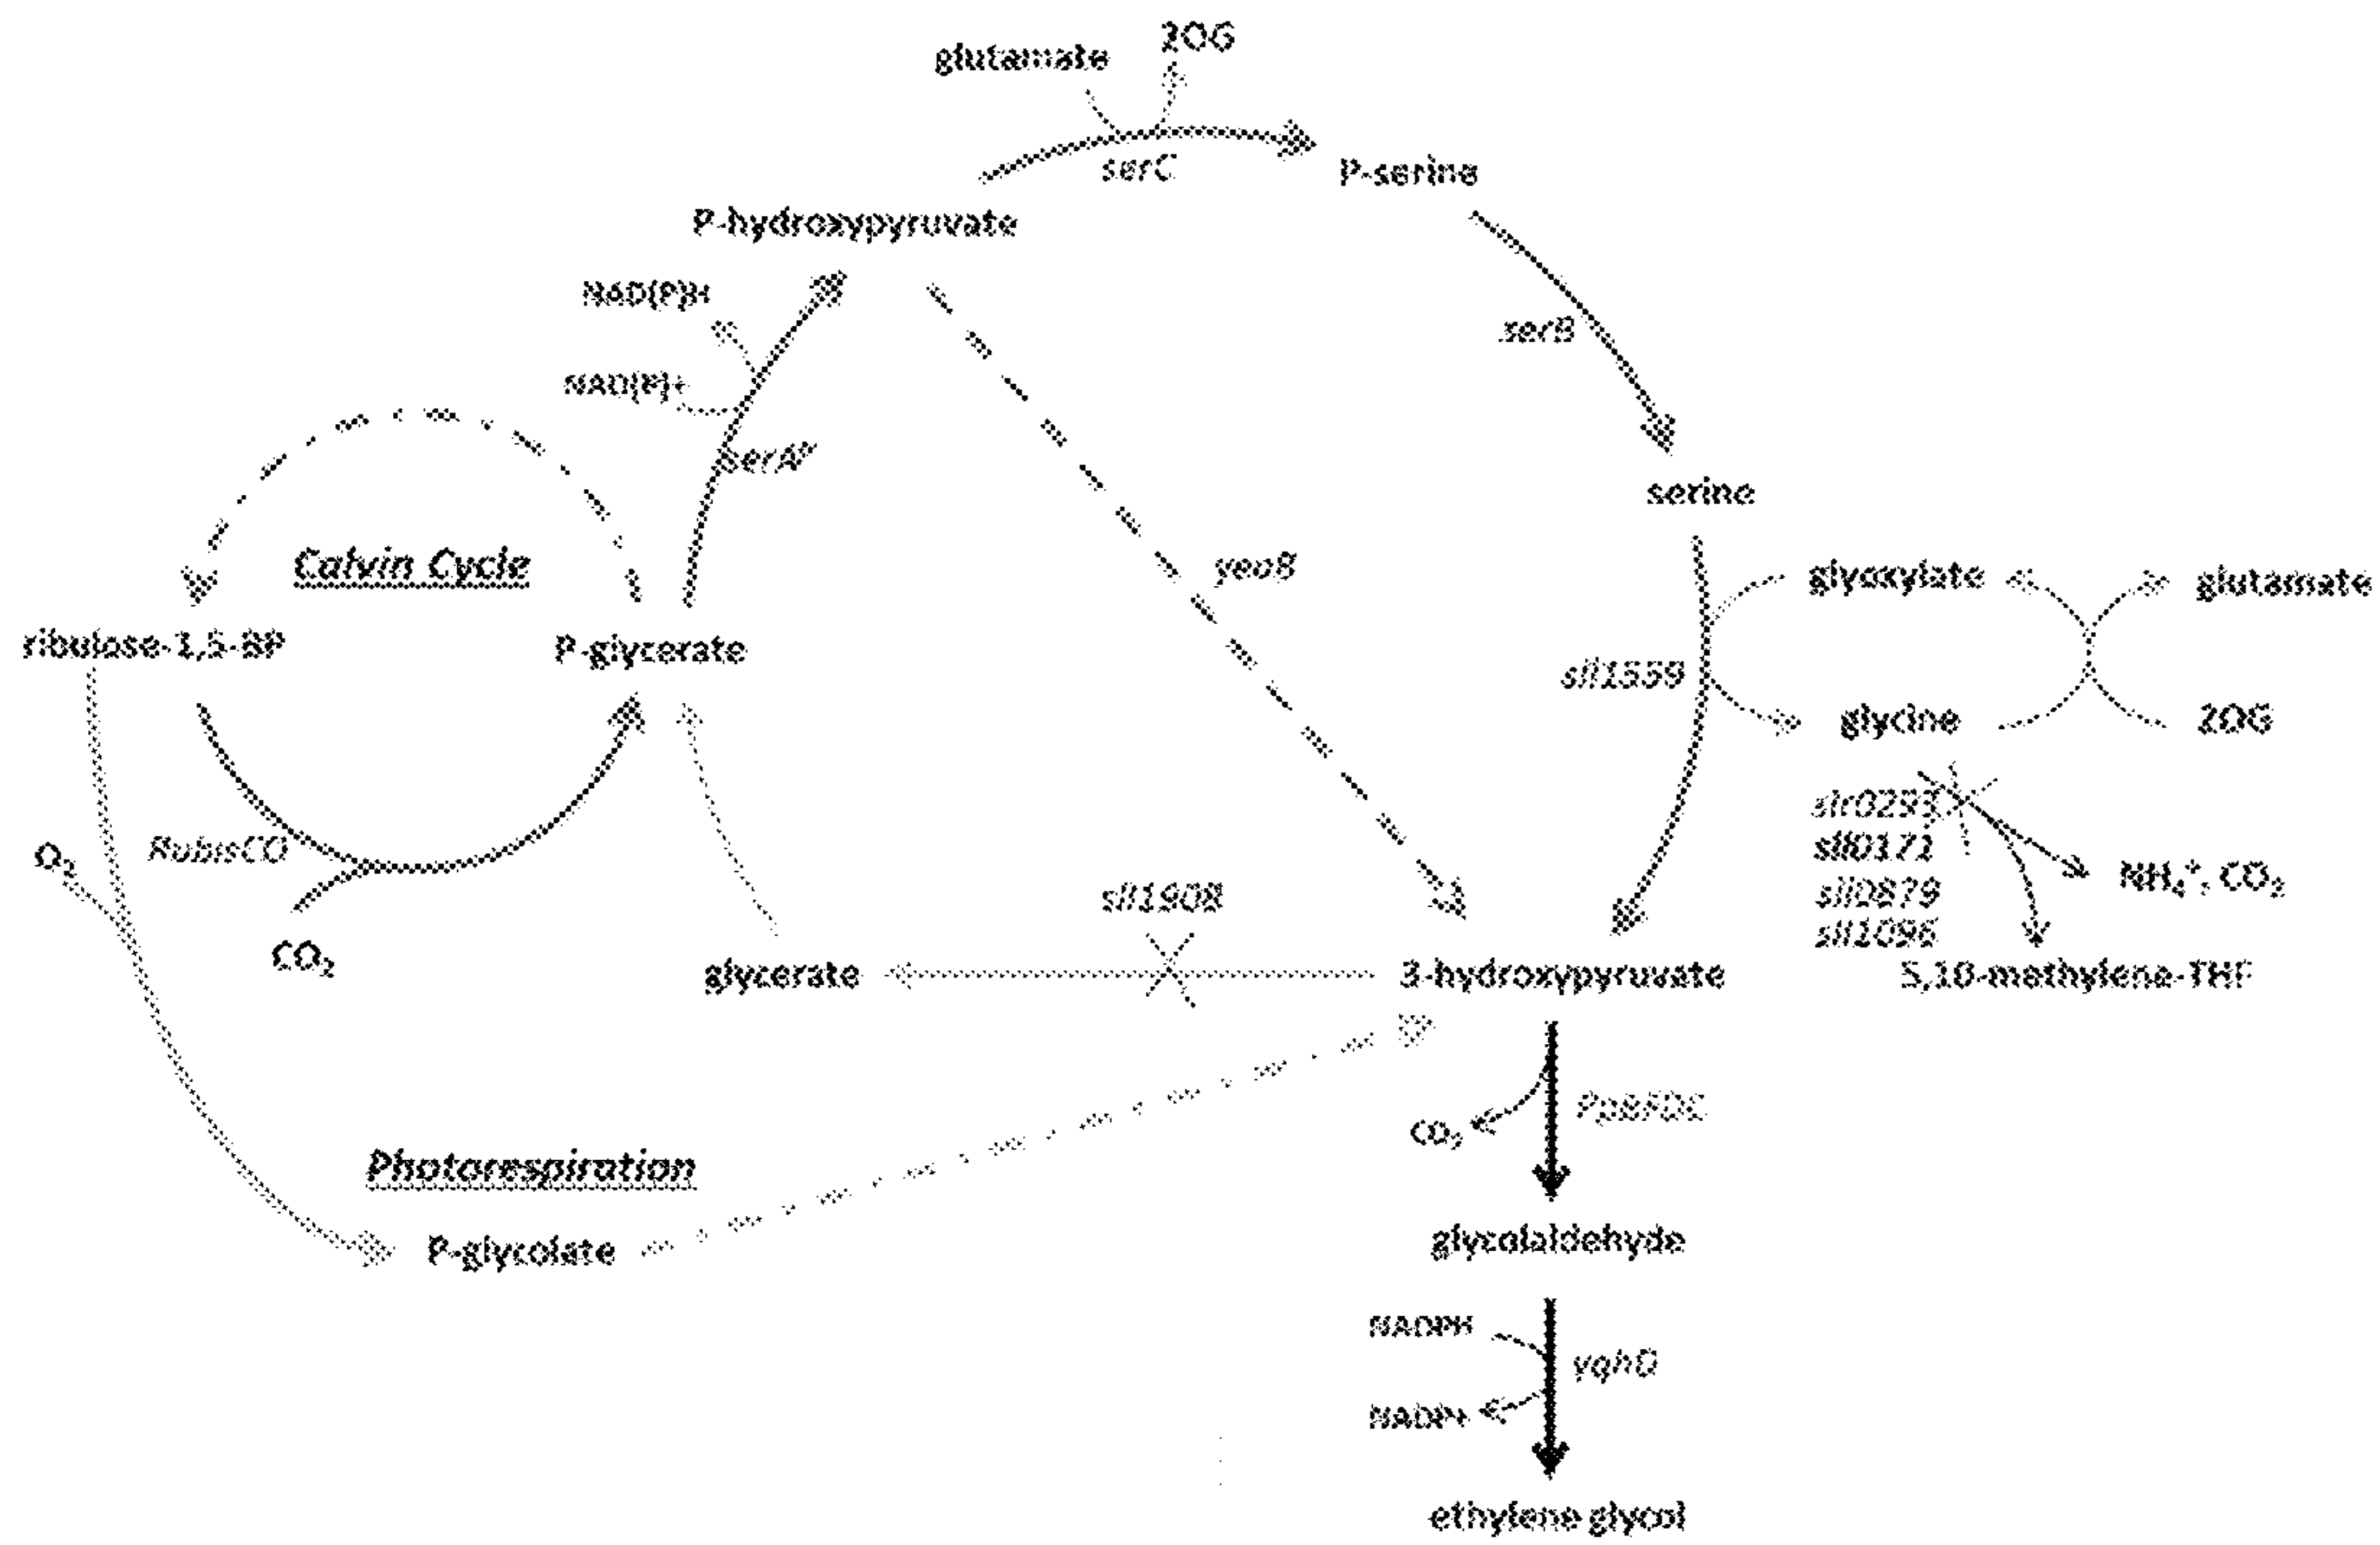 glutamate
2OG
serC
P-serine
P-hydroxypyruvate
NAD(P)H
serB
NAD(P)+
serA
serine
yeaB
Calvin Cycle
glyoxylate
glutamate
ribulose-1,5-BP
P-glycerate
sll1559
glycine
2OG
slr0293
sll0171
RubisCO
O2
NH4+, CO2
sll1908
sll0879
sll1096
CO2
glycerate
3-hydroxypyruvate
5,10-methylene-THF
CO2
PpBFDC
Photorespiration
glycolaldehyde
P-glycolate
NADPH
yqhD
NADP+
ethylene glycol